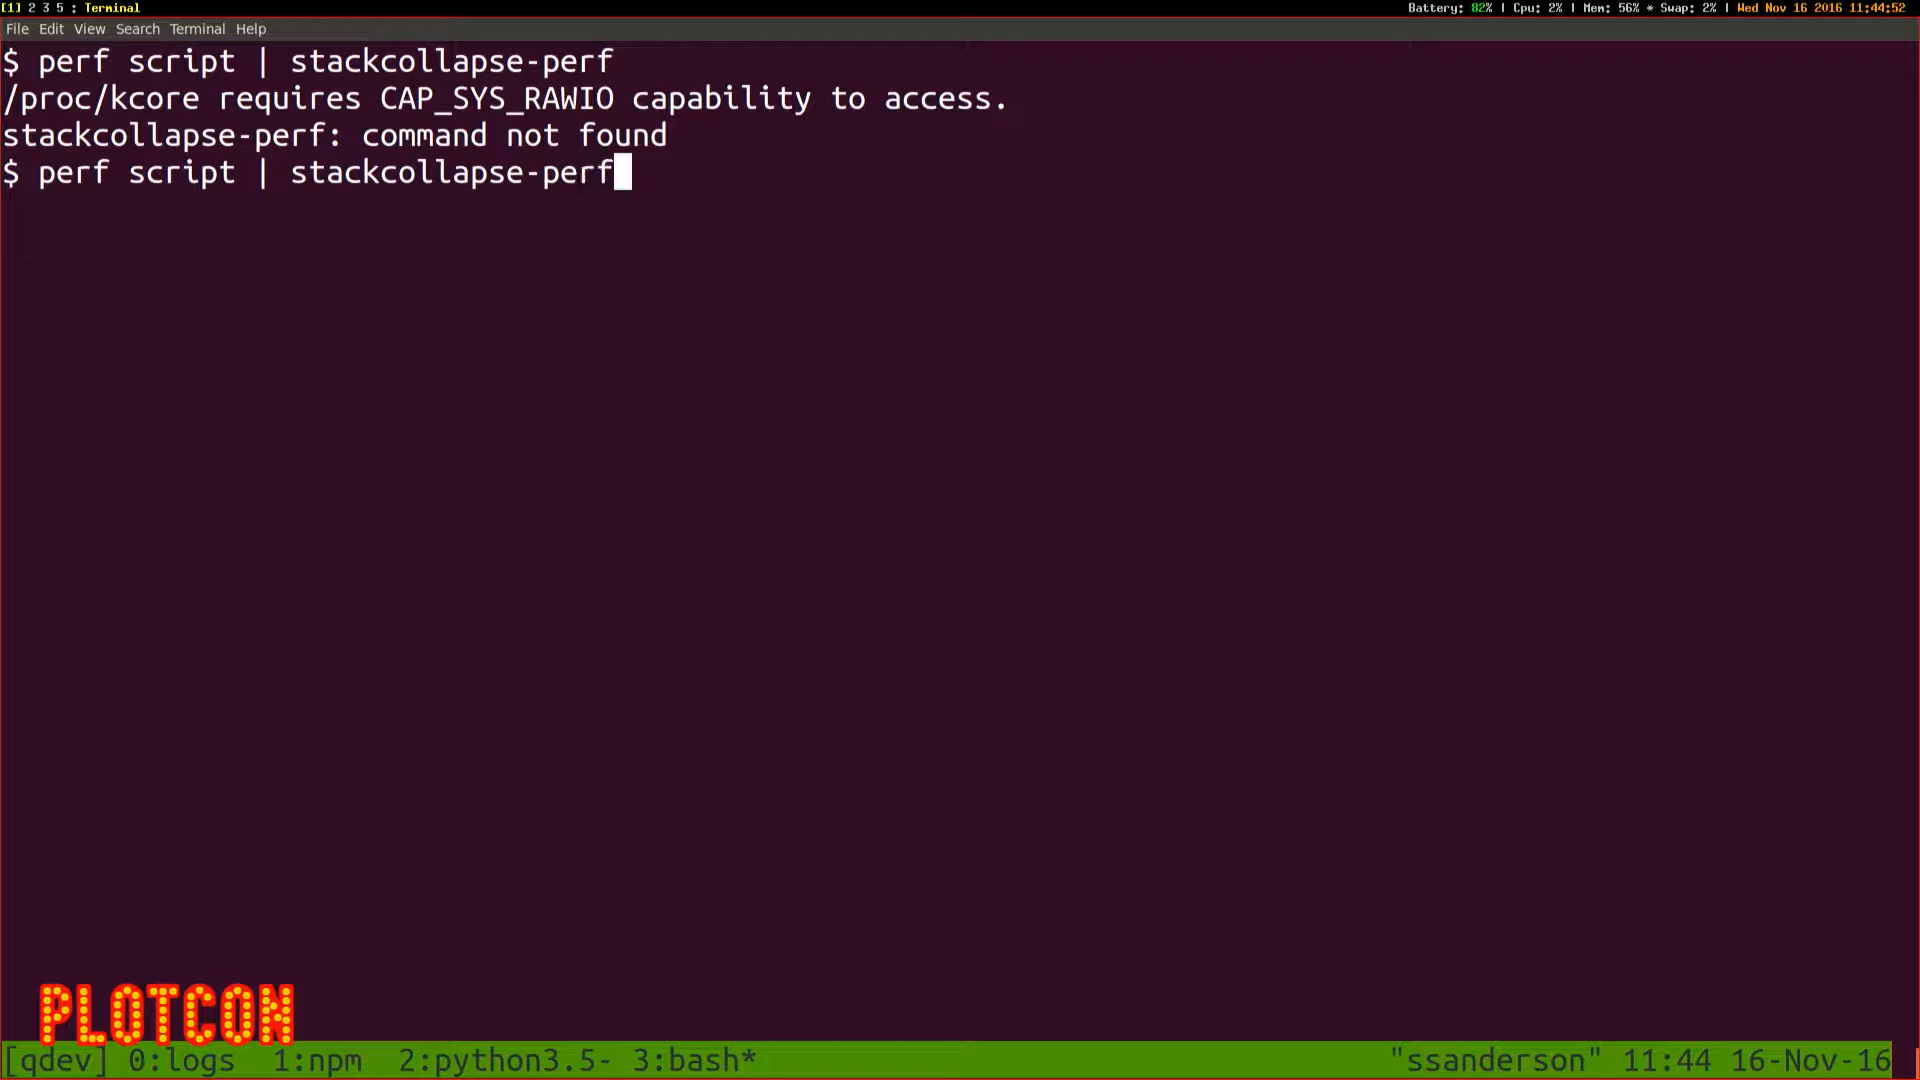 [1] 2 3 5 : Terminal Battery: 82% | Cpu: 2% | Mem: 56% * Swap: 2% | Wed Nov 16 2016 11:44:52
File Edit View Search Terminal Help
$ perf script | stackcollapse-perf
/proc/kcore requires CAP_SYS_RAWIO capability to access.
stackcollapse-perf: command not found
$ perf script | stackcollapse-perf
PLOTCON
[qdev] 0:logs 1:npm 2:python3.5- 3:bash* "ssanderson" 11:44 16-Nov-16